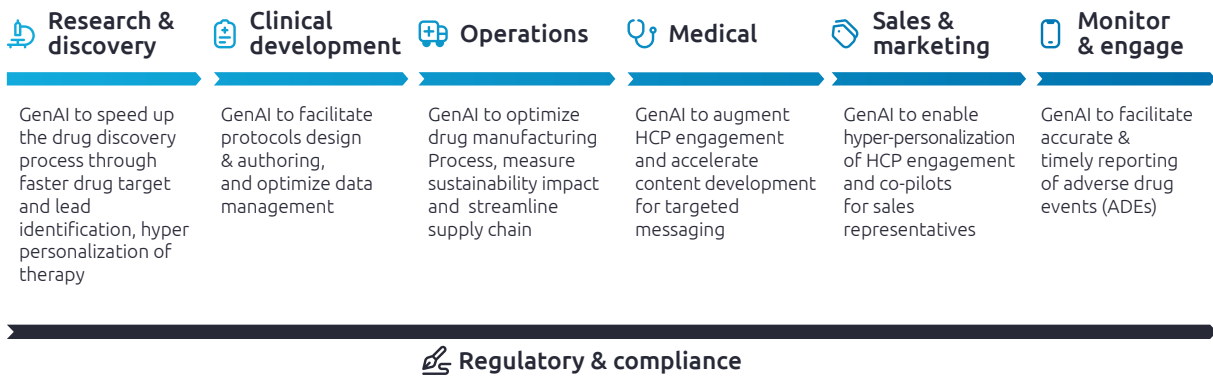 Research &
discovery
Clinical
development
Operations
Medical
Sales &
marketing
Monitor
& engage
GenAI to speed up
the drug discovery
process through
faster drug target
and lead
identification, hyper
personalization of
therapy
GenAI to facilitate
protocols design
& authoring,
and optimize data
management
GenAI to optimize
drug manufacturing
Process, measure
sustainability impact
and streamline
supply chain
GenAI to augment
HCP engagement
and accelerate
content development
for targeted
messaging
GenAI to enable
hyper-personalization
of HCP engagement
and co-pilots
for sales
representatives
GenAI to facilitate
accurate &
timely reporting
of adverse drug
events (ADEs)
Regulatory & compliance